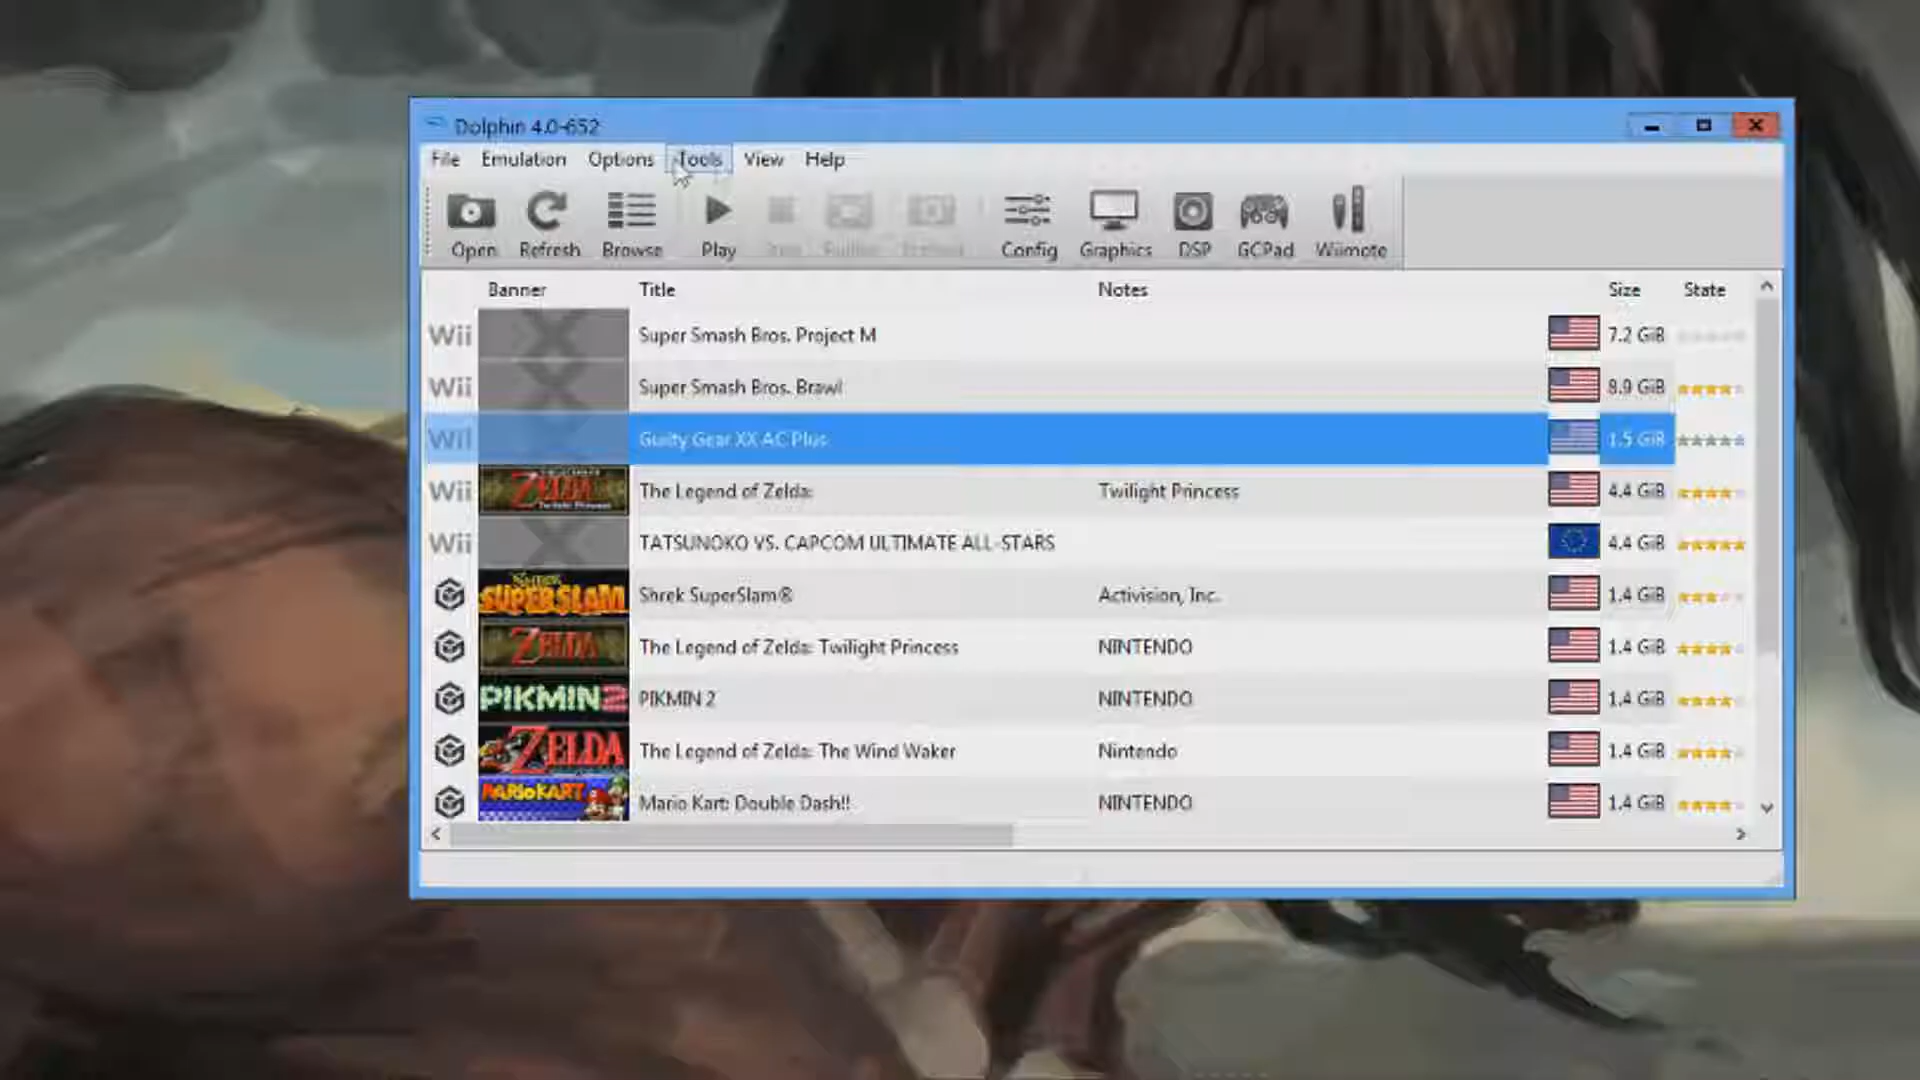 Dolphin 4.0-652
File Emulation Options Tools View Help
Open Refresh Browse Play Config Graphics DSP GCPad Wiimote
Banner Title Notes Size State
Wii Super Smash Bros. Project M 7.2 GiB
Wii Super Smash Bros. Brawl 8.9 GiB
Wii Guilty Gear XX AC Plus 1.5 GiB
Wii ZELDA Twilight Princess The Legend of Zelda: Twilight Princess 4.4 GiB
Wii TATSUNOKO VS. CAPCOM ULTIMATE ALL-STARS 4.4 GiB
SUPERSLAM Shrek SuperSlam® Activision, Inc. 1.4 GiB
ZELDA The Legend of Zelda: Twilight Princess NINTENDO 1.4 GiB
PIKMIN2 PIKMIN 2 NINTENDO 1.4 GiB
ZELDA The Legend of Zelda: The Wind Waker Nintendo 1.4 GiB
MARIOKART Mario Kart: Double Dash!! NINTENDO 1.4 GiB